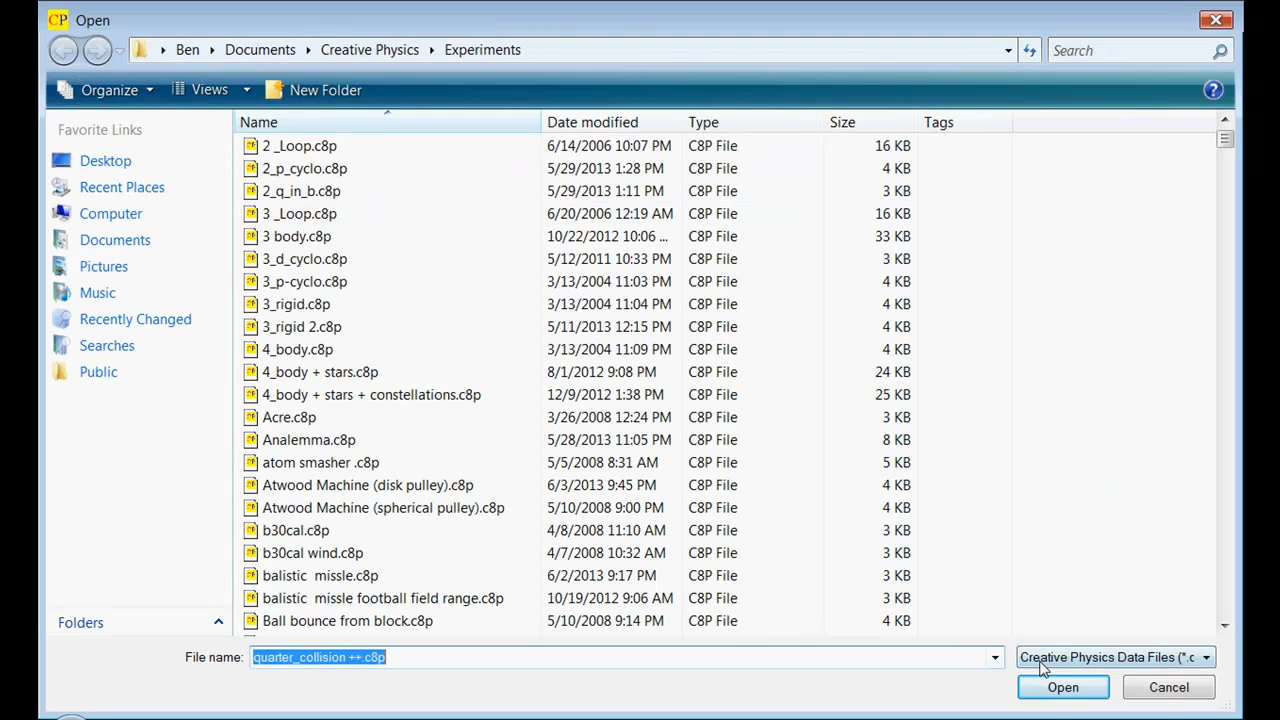 CP Open
Ben Documents Creative Physics Experiments Search
Organize Views New Folder
Favorite Links
Desktop
Recent Places
Computer
Documents
Pictures
Music
Recently Changed
Searches
Public
Folders
Name Date modified Type Size Tags
2 _Loop.c8p 6/14/2006 10:07 PM C8P File 16 KB
2_p_cyclo.c8p 5/29/2013 1:28 PM C8P File 4 KB
2_q_in_b.c8p 5/29/2013 1:11 PM C8P File 3 KB
3 _Loop.c8p 6/20/2006 12:19 AM C8P File 16 KB
3 body.c8p 10/22/2012 10:06 ... C8P File 33 KB
3_d_cyclo.c8p 5/12/2011 10:33 PM C8P File 3 KB
3_p-cyclo.c8p 3/13/2004 11:03 PM C8P File 4 KB
3_rigid.c8p 3/13/2004 11:04 PM C8P File 4 KB
3_rigid 2.c8p 5/11/2013 12:15 PM C8P File 4 KB
4_body.c8p 3/13/2004 11:09 PM C8P File 4 KB
4_body + stars.c8p 8/1/2012 9:08 PM C8P File 24 KB
4_body + stars + constellations.c8p 12/9/2012 1:38 PM C8P File 25 KB
Acre.c8p 3/26/2008 12:24 PM C8P File 3 KB
Analemma.c8p 5/28/2013 11:05 PM C8P File 8 KB
atom smasher .c8p 5/5/2008 8:31 AM C8P File 5 KB
Atwood Machine (disk pulley).c8p 6/3/2013 9:45 PM C8P File 4 KB
Atwood Machine (spherical pulley).c8p 5/10/2008 9:00 PM C8P File 4 KB
b30cal.c8p 4/8/2008 11:10 AM C8P File 3 KB
b30cal wind.c8p 4/7/2008 10:32 AM C8P File 3 KB
balistic  missle.c8p 6/2/2013 9:17 PM C8P File 3 KB
balistic  missle football field range.c8p 10/19/2012 9:06 AM C8P File 3 KB
Ball bounce from block.c8p 5/10/2008 9:14 PM C8P File 3 KB
File name: quarter_collision ++.c8p Creative Physics Data Files (*.c
Open Cancel